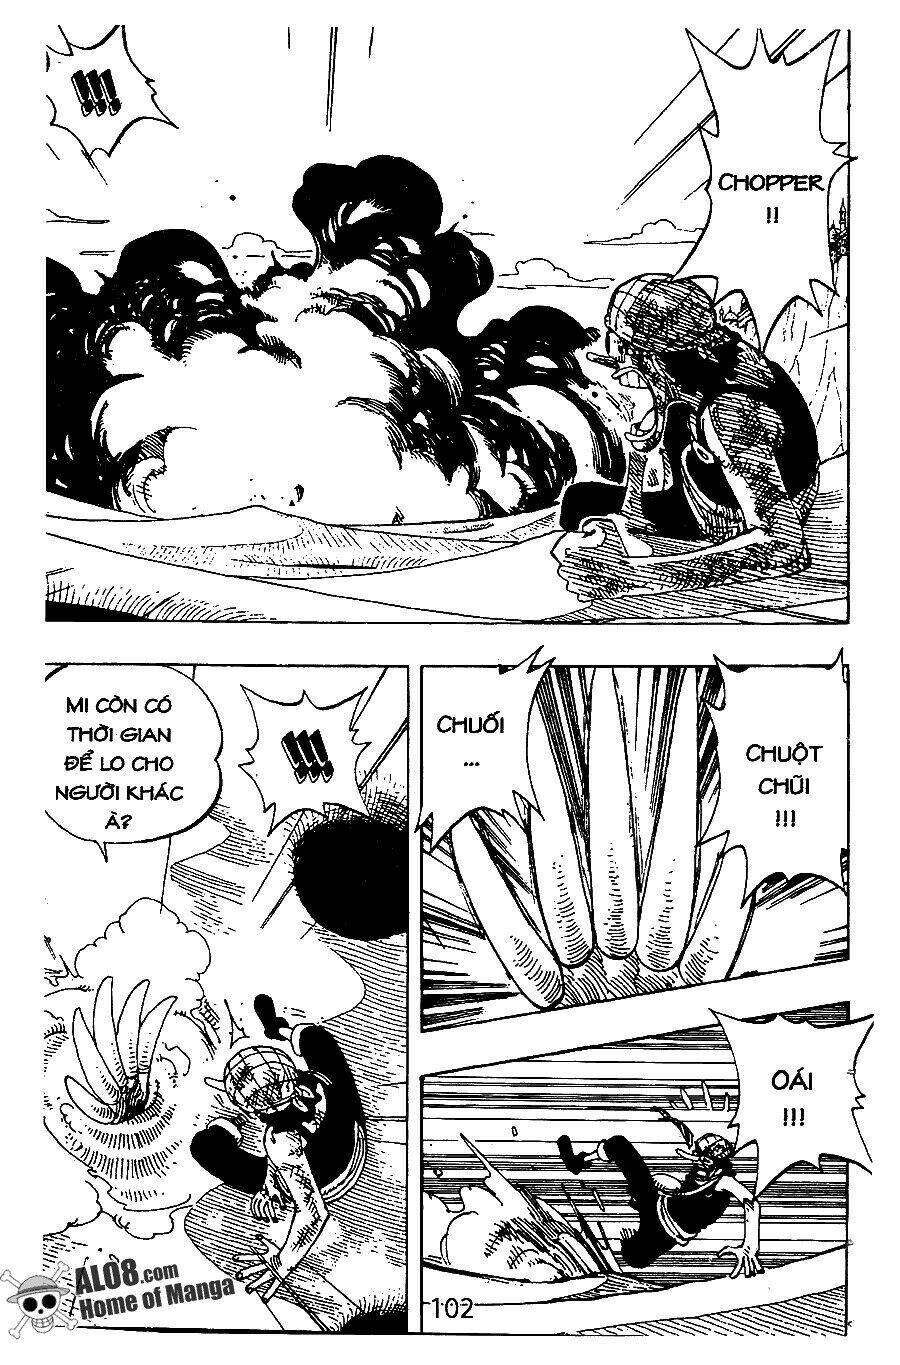 !!!
CHOPPER
!!
CHUỐI
...
CHUỘT
CHŨI
!!!
OÁI
!!!
MI CÒN CÓ
THỜI GIAN
ĐỂ LO CHO
NGƯỜI KHÁC
À?
!!!
ALO8.com
Home of Manga
102